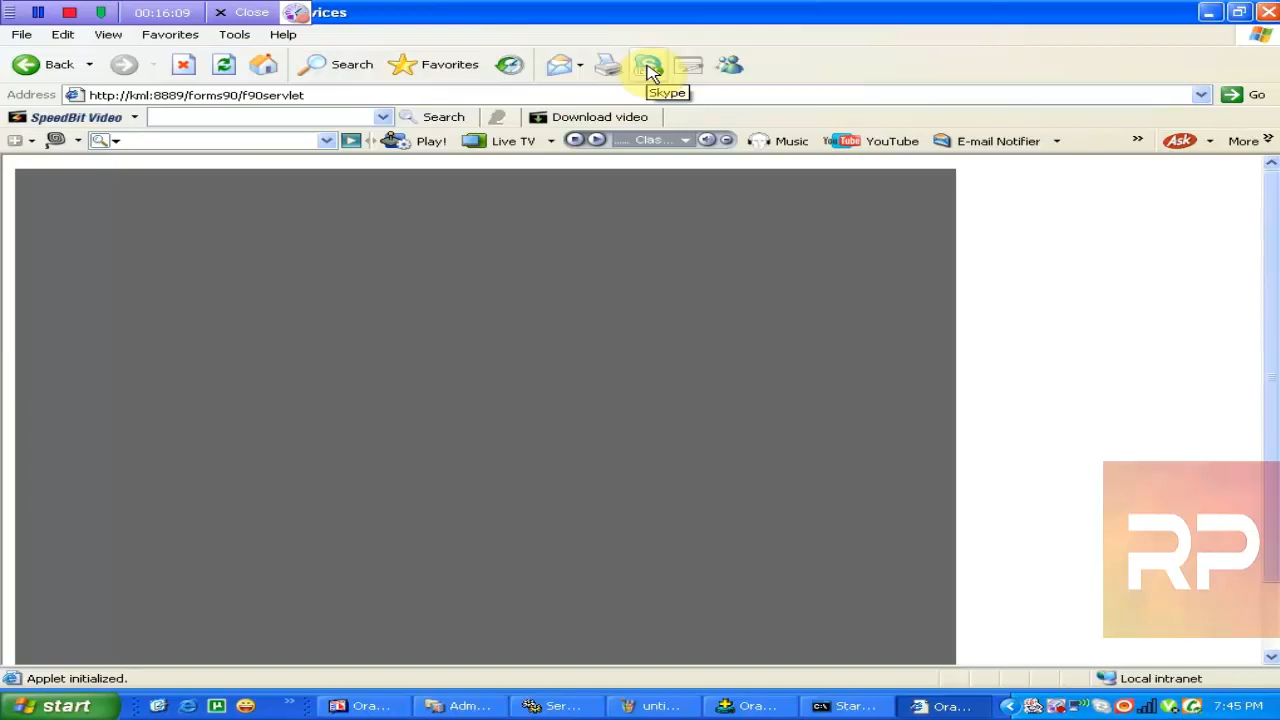 00:16:09 Close vices
File Edit View Favorites Tools Help
Back Search Favorites
Skype
Address http://kml:8889/forms90/f90servlet Go
SpeedBit Video Search Download video
Play! Live TV ...... Clas... Music YouTube E-mail Notifier » Ask More »
RP
Applet initialized. Local intranet
start » Ora... Adm... Ser... unti... Ora... Star... Ora... 7:45 PM